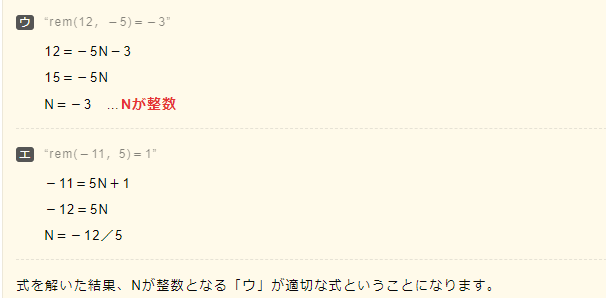 ウ “rem(12，－5)＝－3”
12＝－5N－3
15＝－5N
N＝－3 …Nが整数
エ “rem(－11，5)＝1”
－11＝5N＋1
－12＝5N
N＝－12／5
式を解いた結果、Nが整数となる「ウ」が適切な式ということになります。